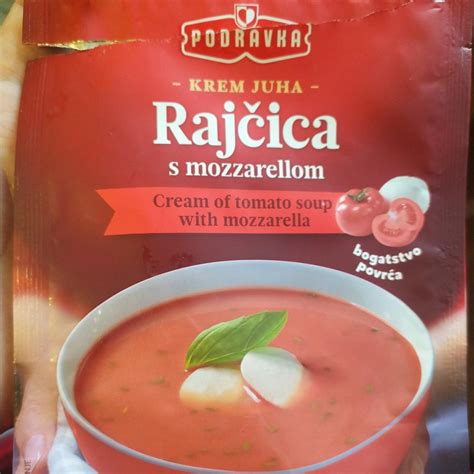 PODRAVKA
- KREM JUHA -
Rajčica
s mozzarellom
Cream of tomato soup
with mozzarella
bogatstvo
povrća